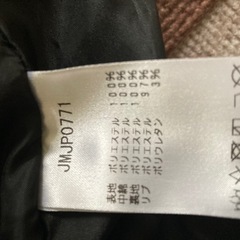 JMJP0771
表地 ポリエステル 100%
中綿 ポリエステル 100%
裏地 ポリエステル 100%
リブ ポリエステル 97%
ポリウレタン 3%